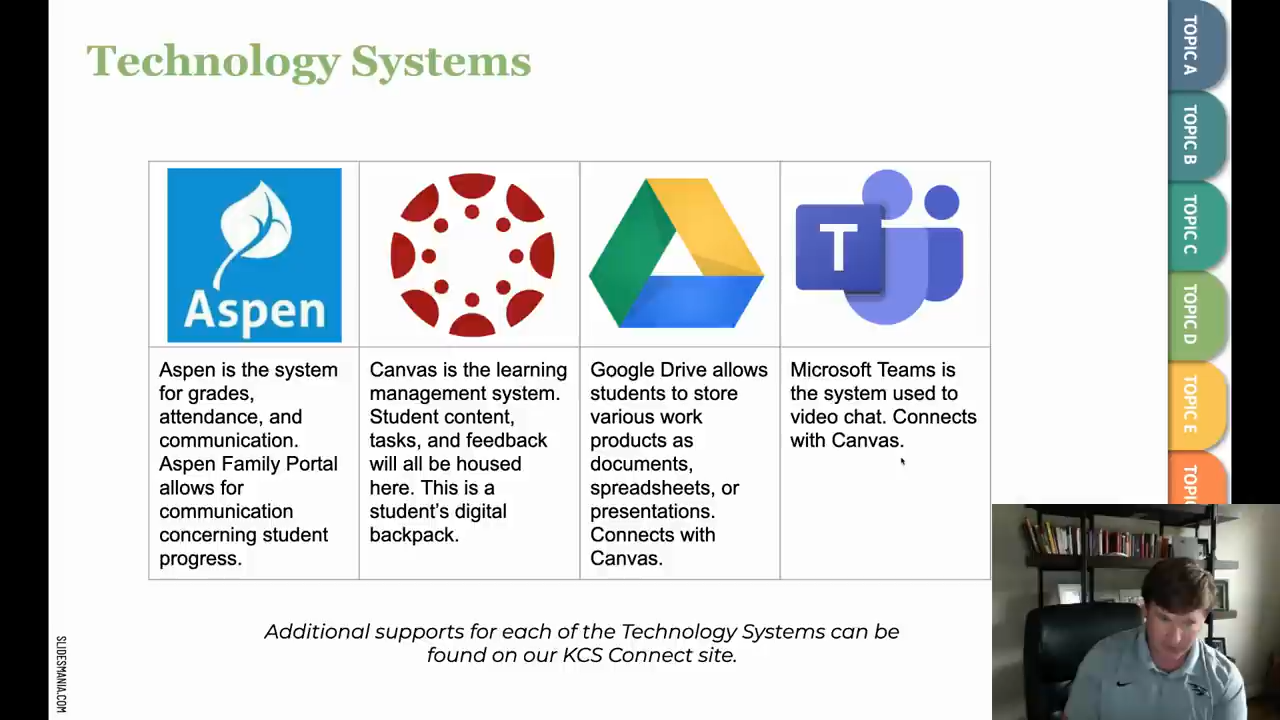 Technology Systems
Aspen
T
Aspen is the system
for grades,
attendance, and
communication.
Aspen Family Portal
allows for
communication
concerning student
progress.
Canvas is the learning
management system.
Student content,
tasks, and feedback
will all be housed
here. This is a
student's digital
backpack.
Google Drive allows
students to store
various work
products as
documents,
spreadsheets, or
presentations.
Connects with
Canvas.
Microsoft Teams is
the system used to
video chat. Connects
with Canvas.
Additional supports for each of the Technology Systems can be
found on our KCS Connect site.
TOPIC A
TOPIC B
TOPIC C
TOPIC D
TOPIC E
TOPIC
SLIDESMANIA.COM